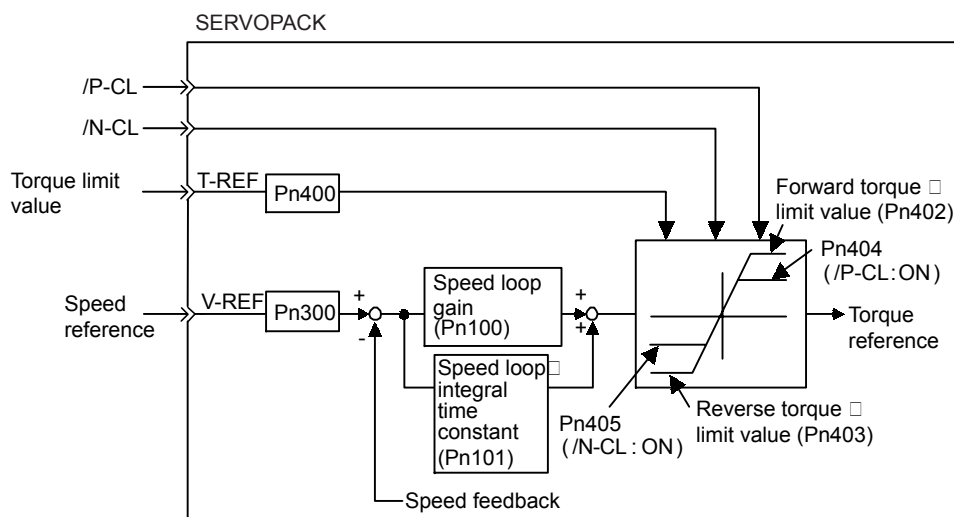 SERVOPACK
/P-CL
/N-CL
Torque limit
value
T-REF
Pn400
Forward torque □
limit value (Pn402)
Pn404
(/P-CL: ON)
Speed
reference
V-REF
Pn300
+
-
Speed loop
gain
(Pn100)
+
+
Torque
reference
Speed loop□
integral
time
constant
(Pn101)
Pn405
(/N-CL: ON)
Reverse torque □
limit value (Pn403)
Speed feedback